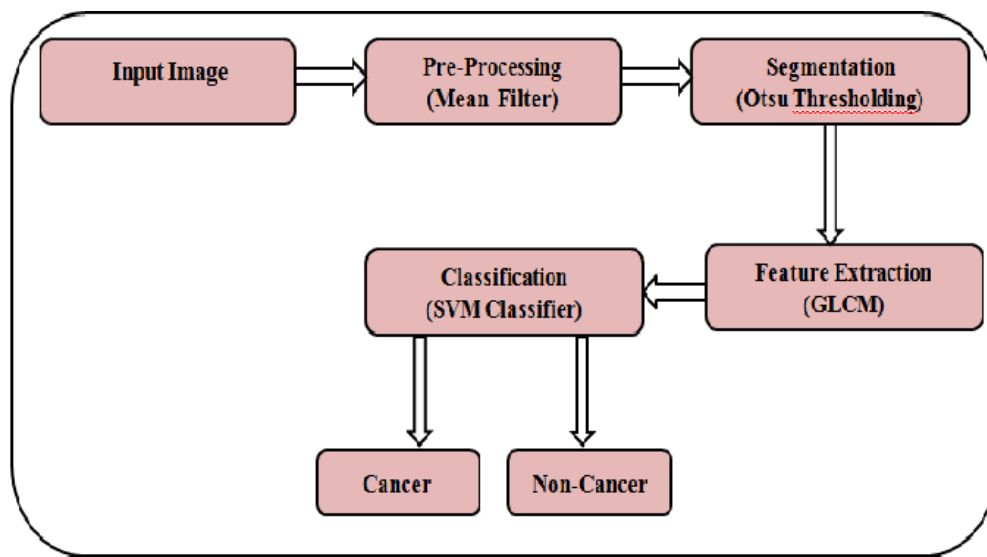 Input Image
Pre-Processing
(Mean Filter)
Segmentation
(Otsu Thresholding)
Feature Extraction
(GLCM)
Classification
(SVM Classifier)
Cancer
Non-Cancer